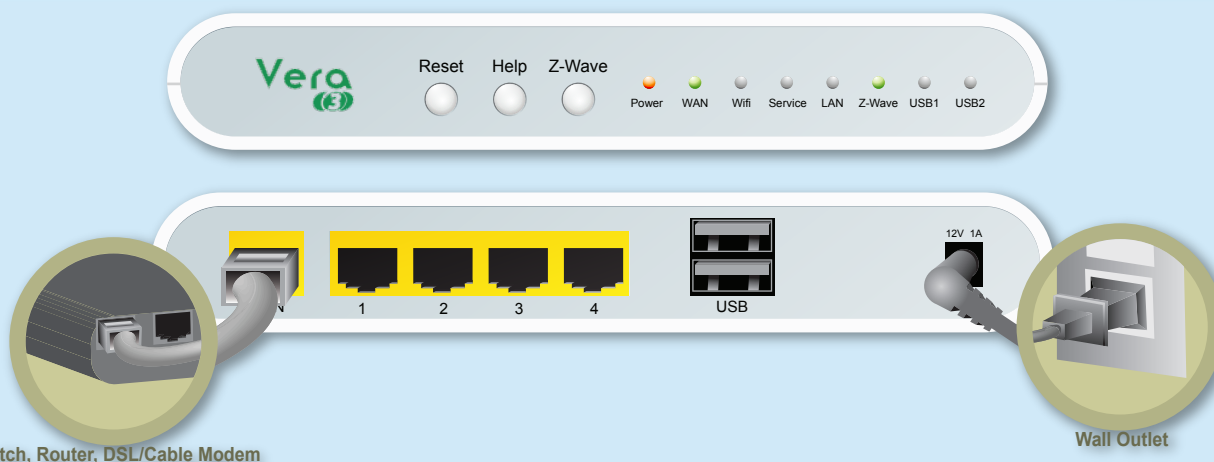 Vera
3
Reset Help Z-Wave
Power WAN Wifi Service LAN Z-Wave USB1 USB2
12V 1A
1 2 3 4 USB
Router, DSL/Cable Modem
Wall Outlet